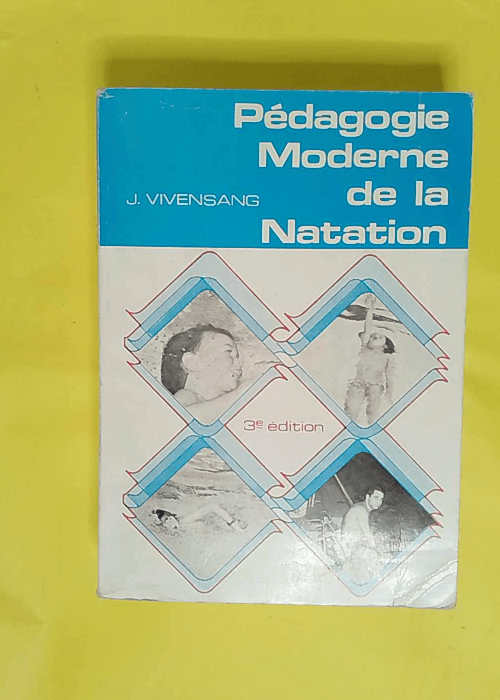 Pédagogie
Moderne
de la
Natation
J. VIVENSANG
3e édition